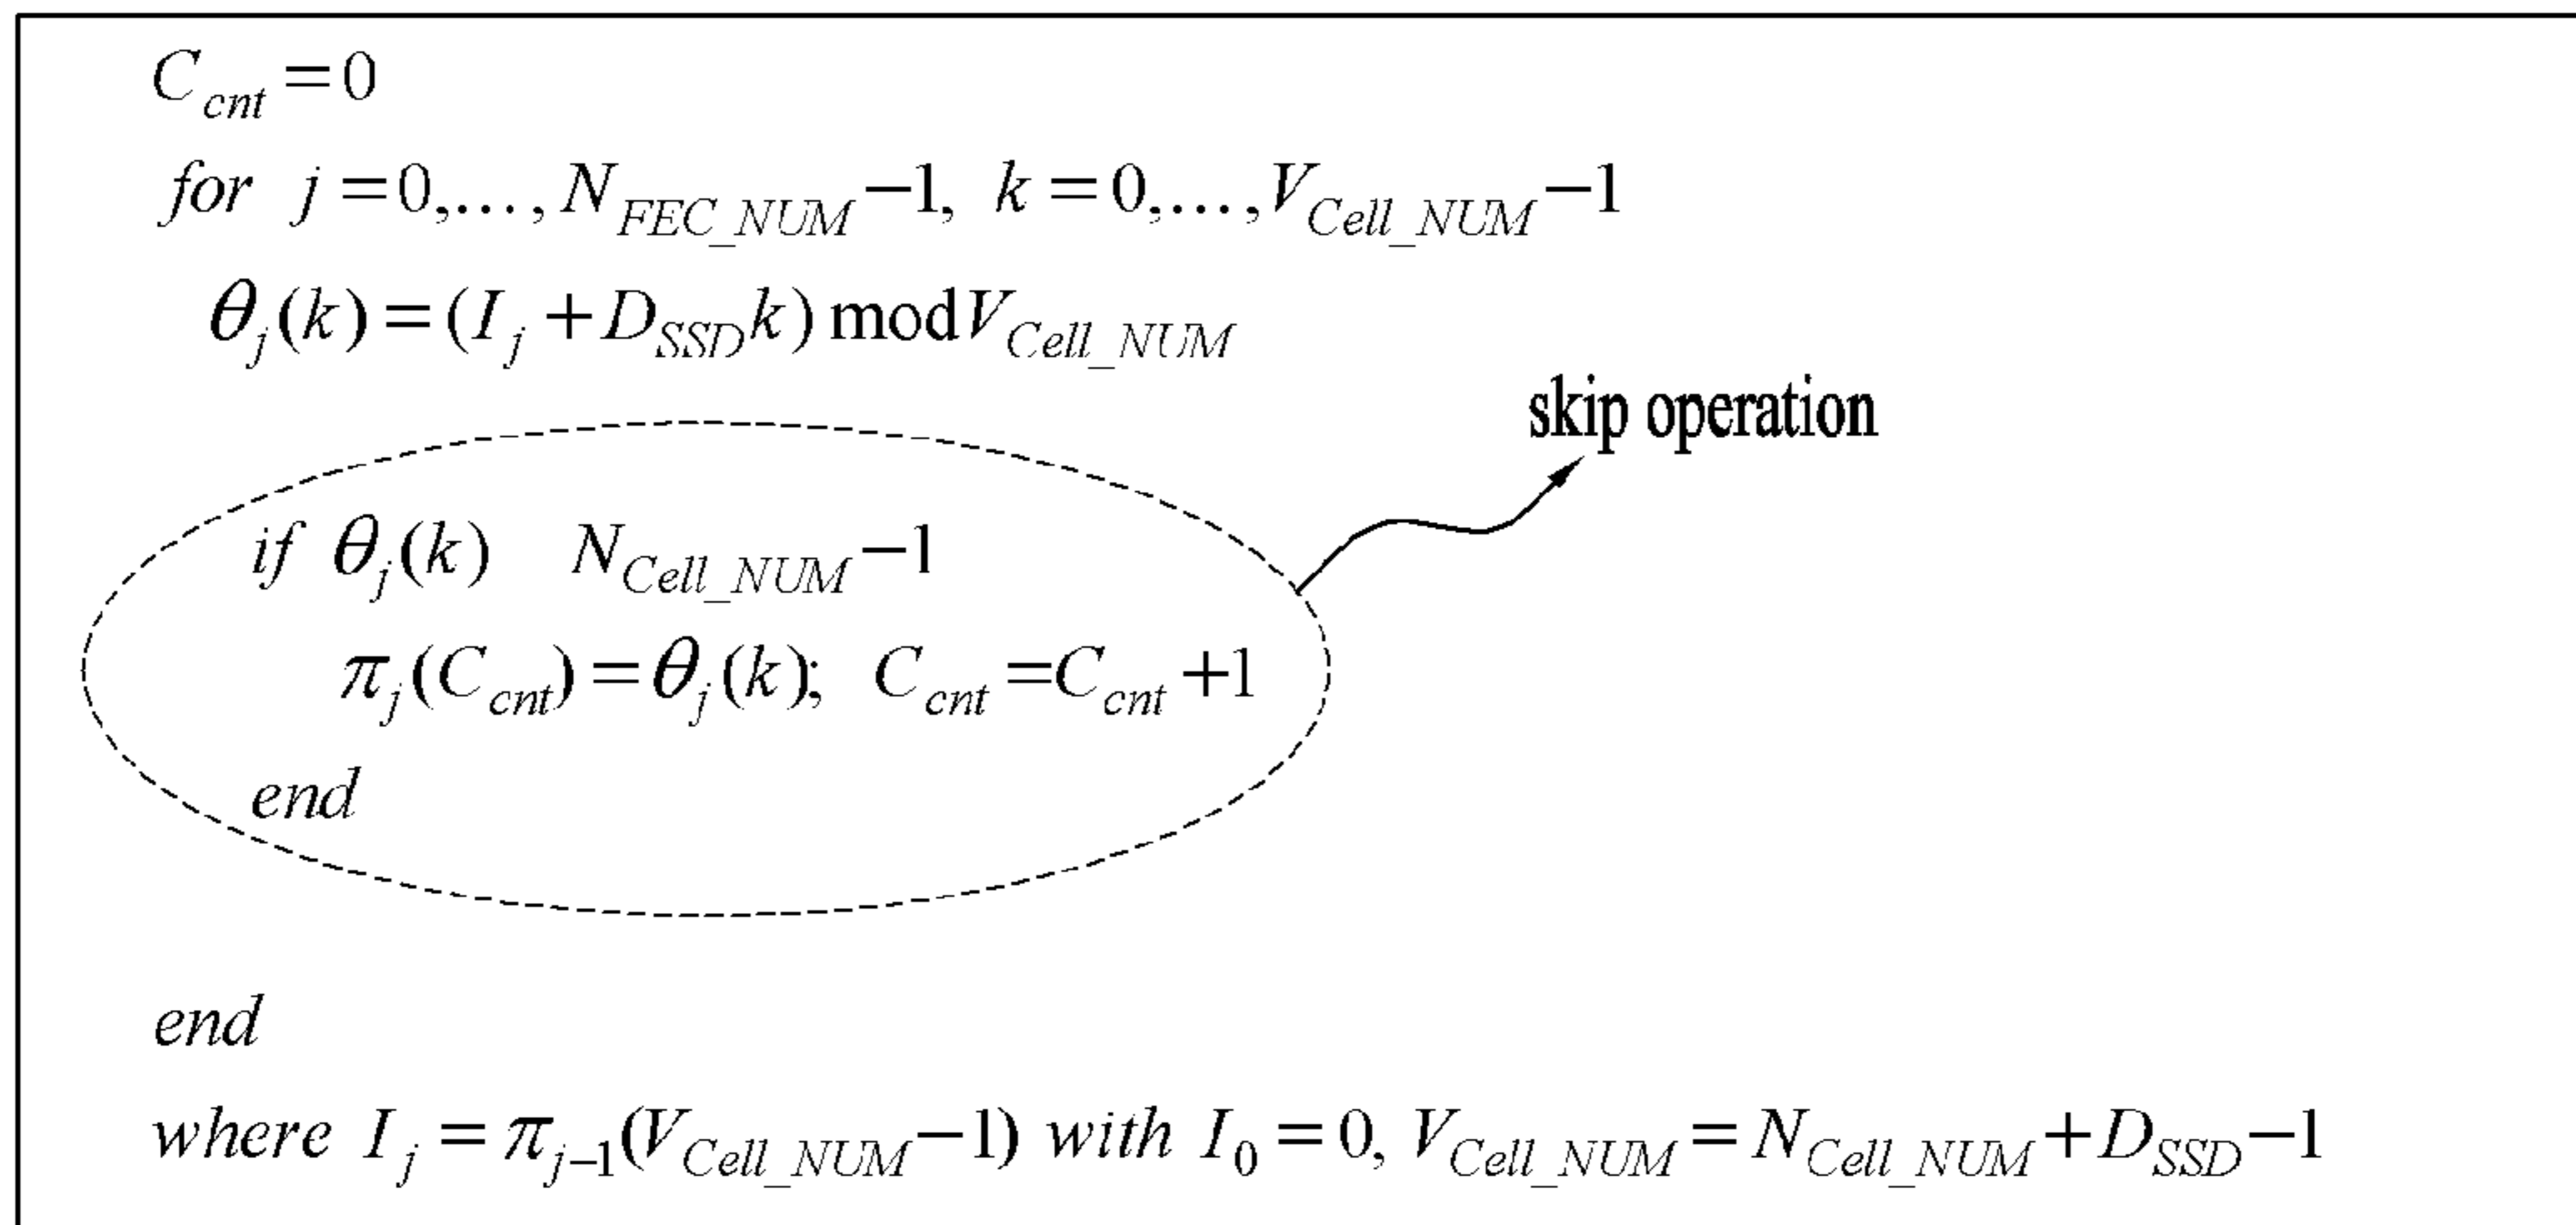 C_cnt = 0
for j = 0,..., N_FEC_NUM − 1, k = 0,..., V_Cell_NUM − 1
θ_j(k) = (I_j + D_SSD k) mod V_Cell_NUM
skip operation
if θ_j(k) N_Cell_NUM − 1
π_j(C_cnt) = θ_j(k); C_cnt = C_cnt + 1
end
end
where I_j = π_j−1(V_Cell_NUM − 1) with I_0 = 0, V_Cell_NUM = N_Cell_NUM + D_SSD − 1